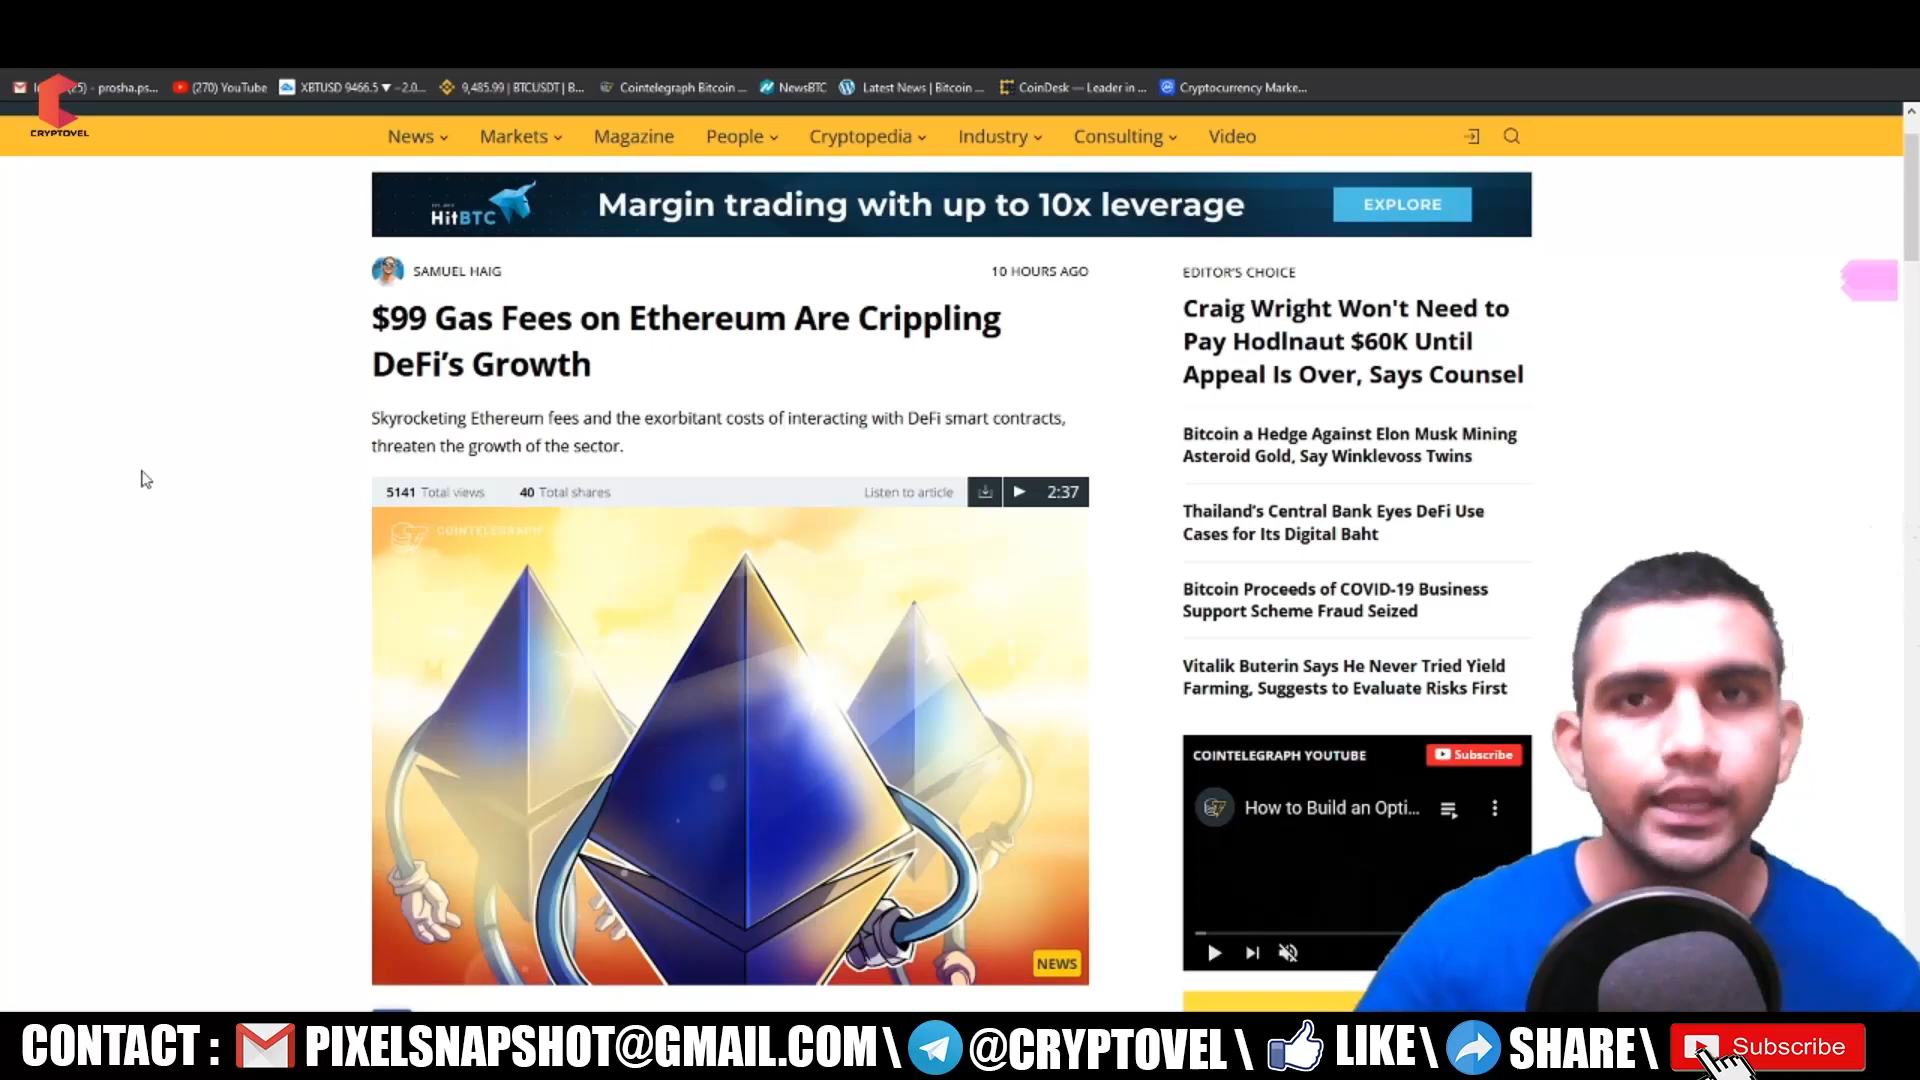 (25) - prosha.ps...
(270) YouTube
XBTUSD 9466.5 ▼ -2.0...
9,485.99 | BTCUSDT | B...
Cointelegraph Bitcoin ...
NewsBTC
Latest News | Bitcoin ...
CoinDesk — Leader in ...
Cryptocurrency Marke...
CRYPTOVEL
News
Markets
Magazine
People
Cryptopedia
Industry
Consulting
Video
HitBTC
Margin trading with up to 10x leverage
EXPLORE
SAMUEL HAIG
10 HOURS AGO
$99 Gas Fees on Ethereum Are Crippling
DeFi’s Growth
Skyrocketing Ethereum fees and the exorbitant costs of interacting with DeFi smart contracts,
threaten the growth of the sector.
5141 Total views
40 Total shares
Listen to article
2:37
COINTELEGRAPH
NEWS
EDITOR’S CHOICE
Craig Wright Won't Need to
Pay Hodlnaut $60K Until
Appeal Is Over, Says Counsel
Bitcoin a Hedge Against Elon Musk Mining
Asteroid Gold, Say Winklevoss Twins
Thailand’s Central Bank Eyes DeFi Use
Cases for Its Digital Baht
Bitcoin Proceeds of COVID-19 Business
Support Scheme Fraud Seized
Vitalik Buterin Says He Never Tried Yield
Farming, Suggests to Evaluate Risks First
COINTELEGRAPH YOUTUBE
Subscribe
How to Build an Opti...
CONTACT : PIXELSNAPSHOT@GMAIL.COM \ @CRYPTOVEL \ LIKE \ SHARE \ Subscribe